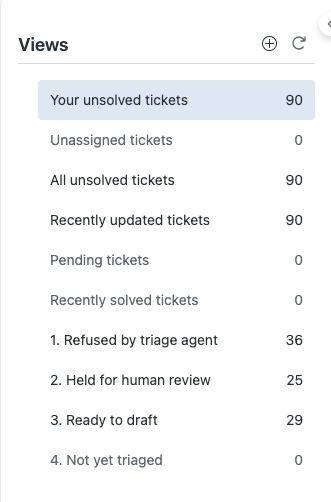 Views
Your unsolved tickets 90
Unassigned tickets 0
All unsolved tickets 90
Recently updated tickets 90
Pending tickets 0
Recently solved tickets 0
1. Refused by triage agent 36
2. Held for human review 25
3. Ready to draft 29
4. Not yet triaged 0